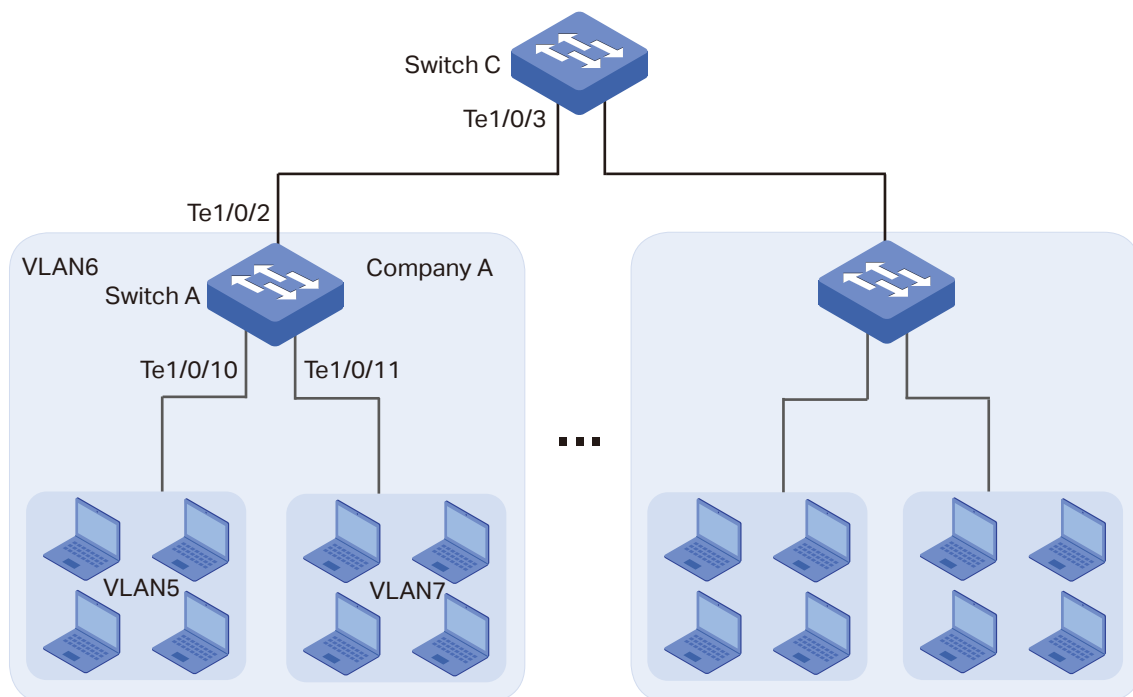 Switch C
Te1/0/3
Te1/0/2
VLAN6
Company A
Switch A
Te1/0/10
Te1/0/11
VLAN5
VLAN7